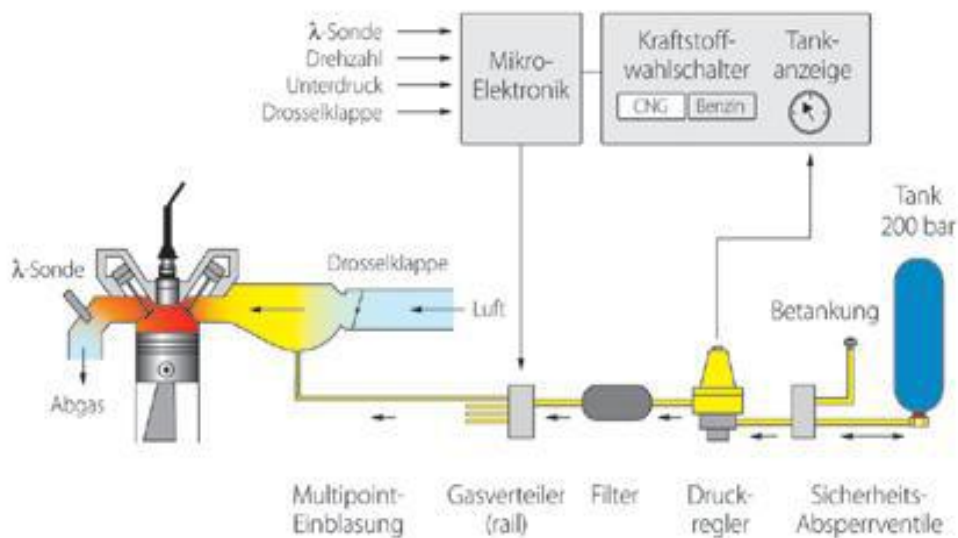 λ-Sonde
Drehzahl
Unterdruck
Drosselklappe
Mikro-
Elektronik
Kraftstoff-
wahlschalter
CNG
Benzin
Tank-
anzeige
Tank
200 bar
λ-Sonde
Drosselklappe
Luft
Betankung
Abgas
Multipoint-
Einblasung
Gasverteiler
(rail)
Filter
Druck-
regler
Sicherheits-
Absperrventile